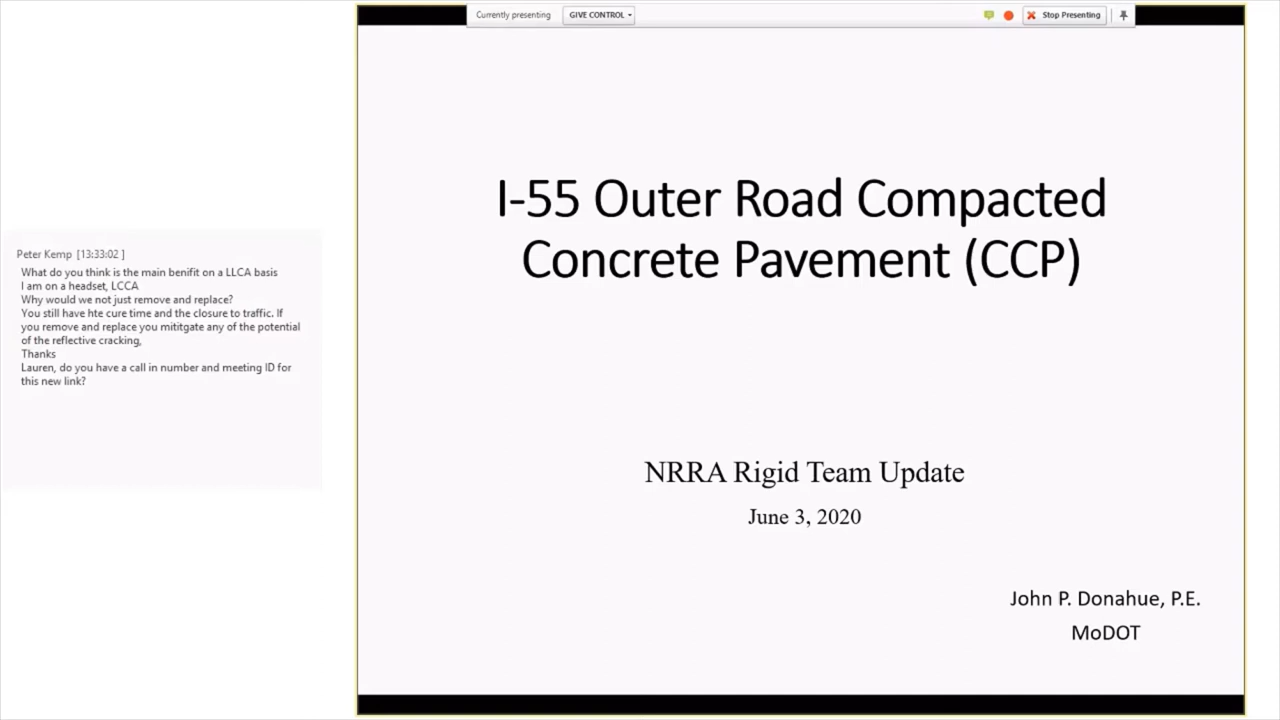 Currently presenting
GIVE CONTROL
Stop Presenting
I-55 Outer Road Compacted
Concrete Pavement (CCP)
Peter Kemp [13:33:02 ]
What do you think is the main benifit on a LLCA basis
I am on a headset, LCCA
Why would we not just remove and replace?
You still have hte cure time and the closure to traffic. If
you remove and replace you mititgate any of the potential
of the reflective cracking,
Thanks
Lauren, do you have a call in number and meeting ID for
this new link?
NRRA Rigid Team Update
June 3, 2020
John P. Donahue, P.E.
MoDOT